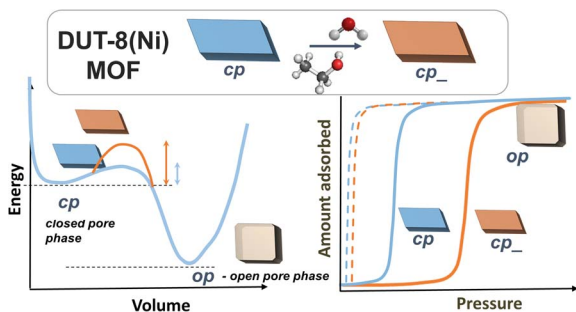 DUT-8(Ni)
MOF
cp
cp_
Energy
cp
closed pore
phase
op - open pore phase
Volume
Amount adsorbed
op
cp
cp_
Pressure